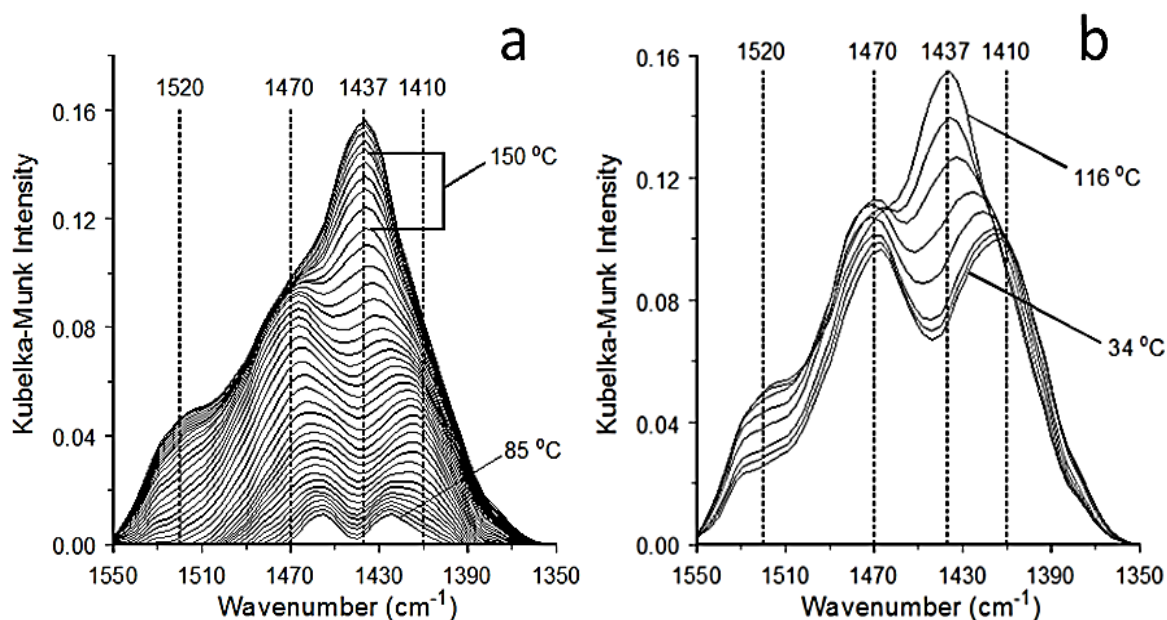 a
1520 1470 1437 1410
0.16
0.12
0.08
0.04
0.00
Kubelka-Munk Intensity
150 ºC
85 ºC
1550 1510 1470 1430 1390 1350
Wavenumber (cm⁻¹)
b
1520 1470 1437 1410
0.16
0.12
0.08
0.04
0.00
Kubelka-Munk Intensity
116 ºC
34 ºC
1550 1510 1470 1430 1390 1350
Wavenumber (cm⁻¹)